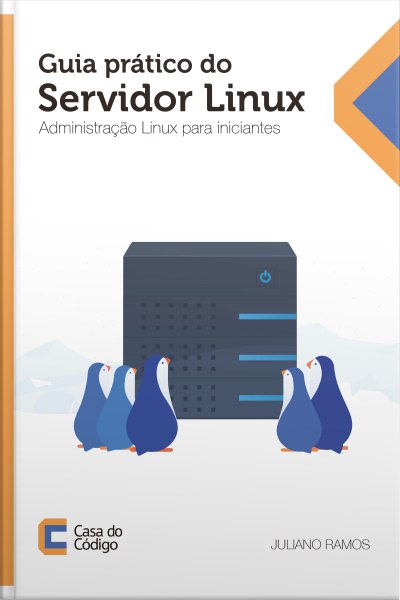 Guia prático do
Servidor Linux
Administração Linux para iniciantes
Casa do
Código
JULIANO RAMOS